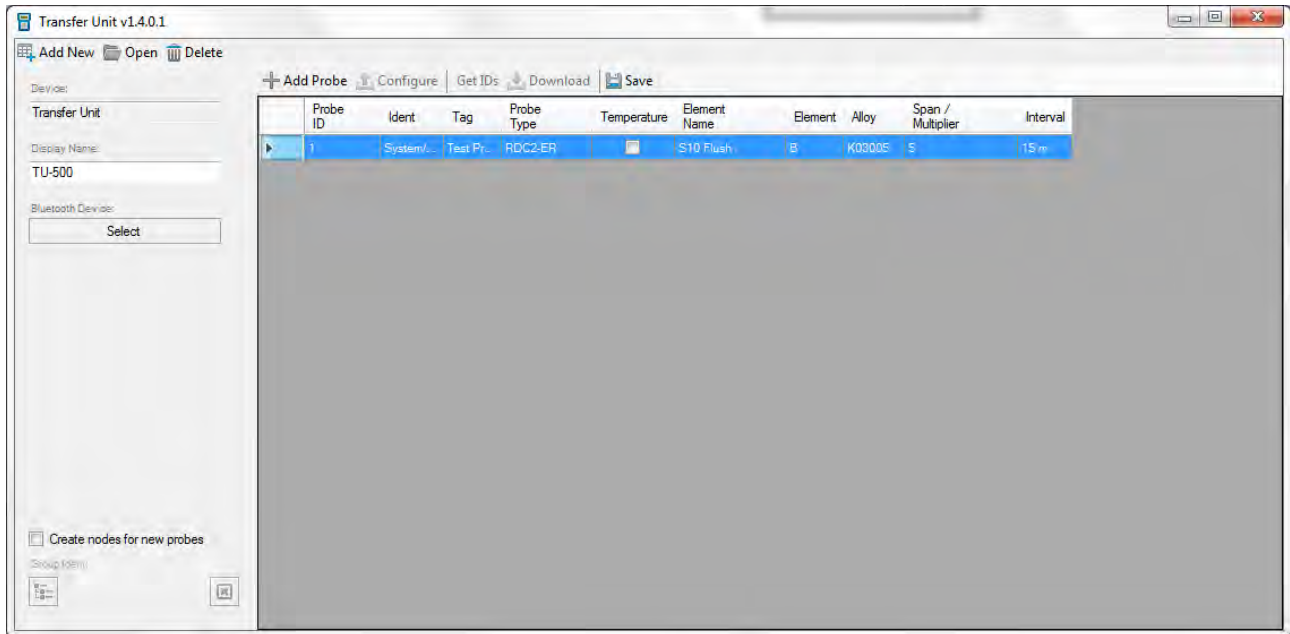 Transfer Unit v1.4.0.1
Add New Open Delete
Add Probe Configure Get IDs Download Save
Device:
Transfer Unit
Display Name:
TU-500
Bluetooth Device:
Select
Probe ID Ident Tag Probe Type Temperature Element Name Element Alloy Span / Multiplier Interval
1 System/... Test Pr... RDC2-ER S10 Flush B K03005 5 15 m
Create nodes for new probes
Group Ident: